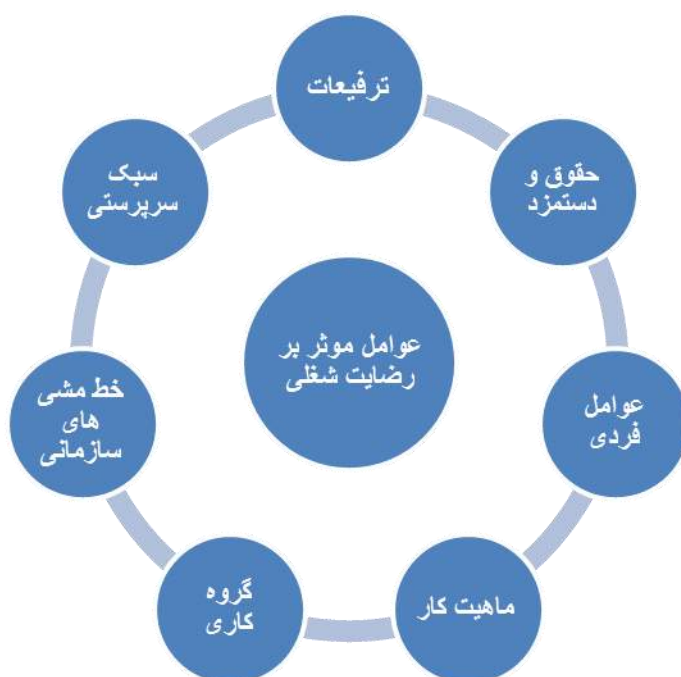 ترفیعات
حقوق و
دستمزد
عوامل
فردی
ماهیت کار
گروه
کاری
خط مشی
های
سازمانی
سبک
سرپرستی
عوامل موثر بر
رضایت شغلی